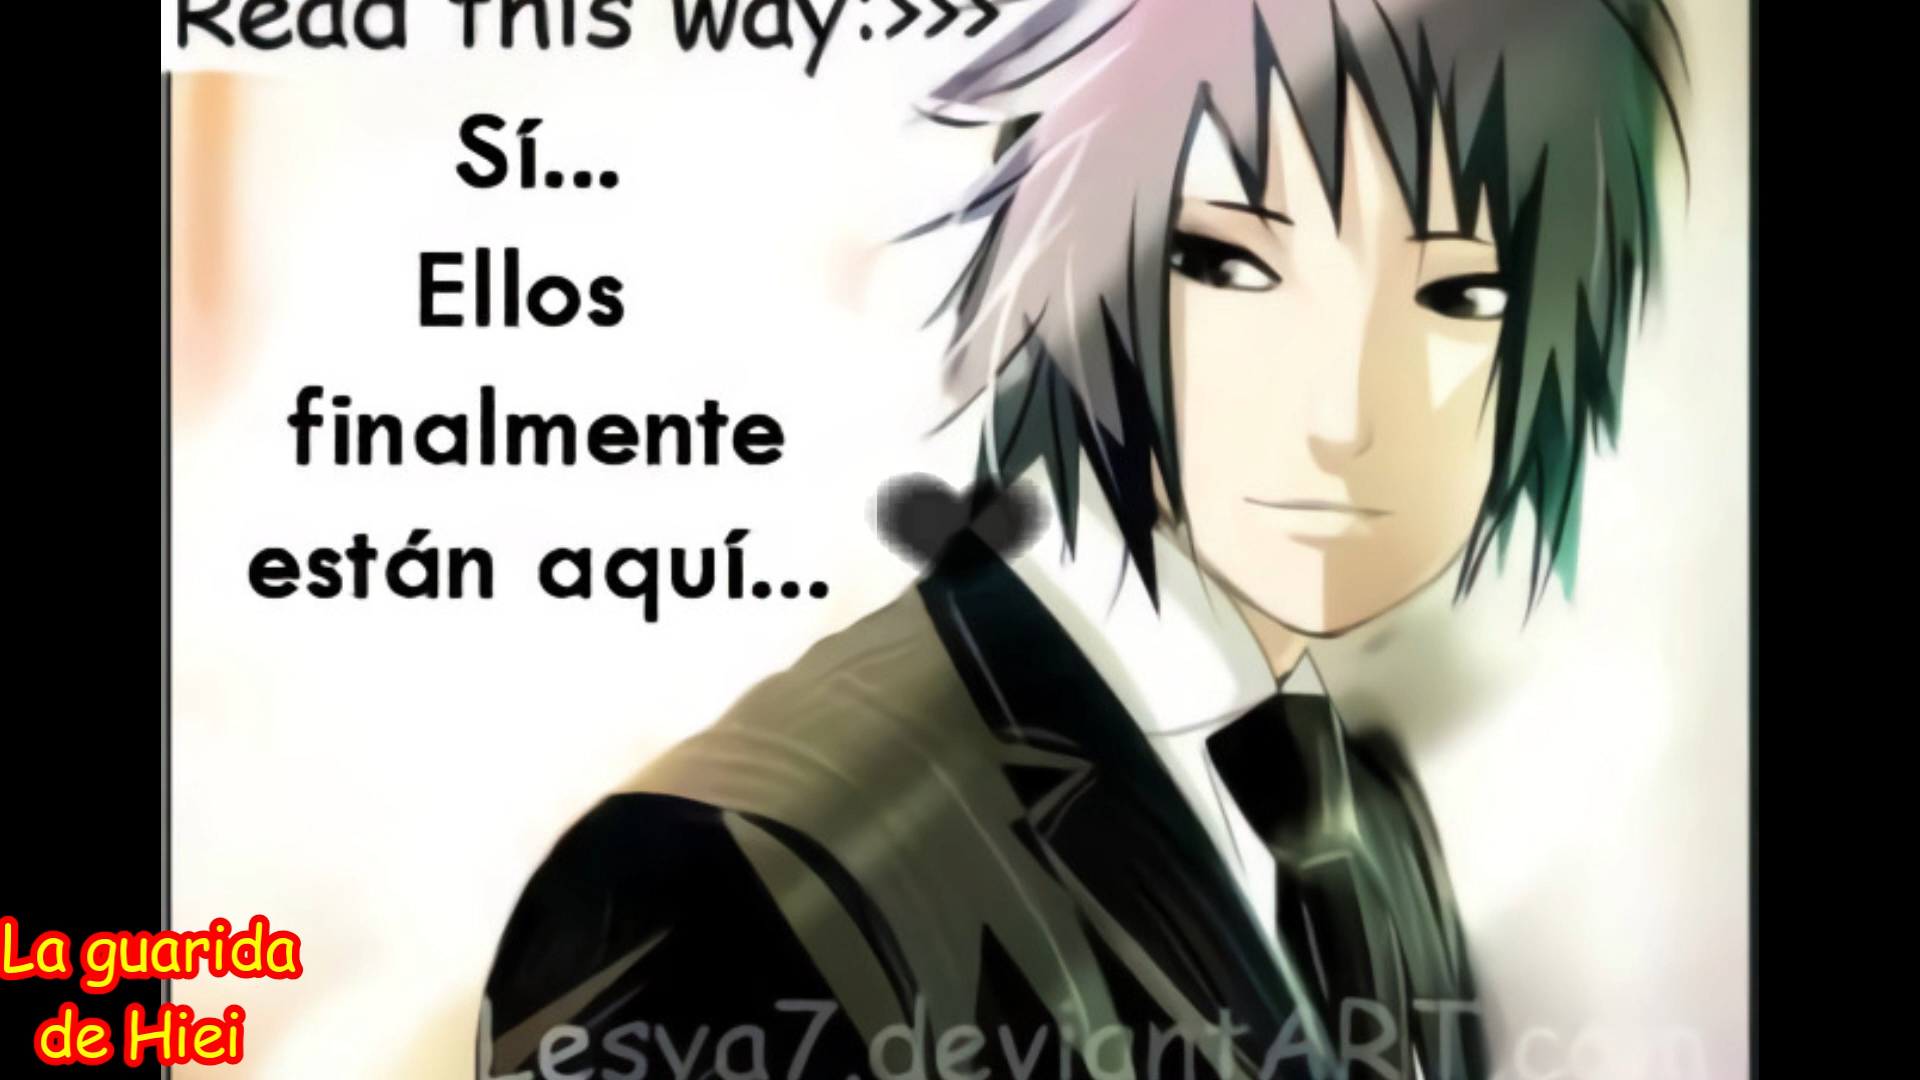 Read this way:>>>
Sí...
Ellos
finalmente
están aquí...
La guarida
de Hiei
Lesya7.deviantART.com